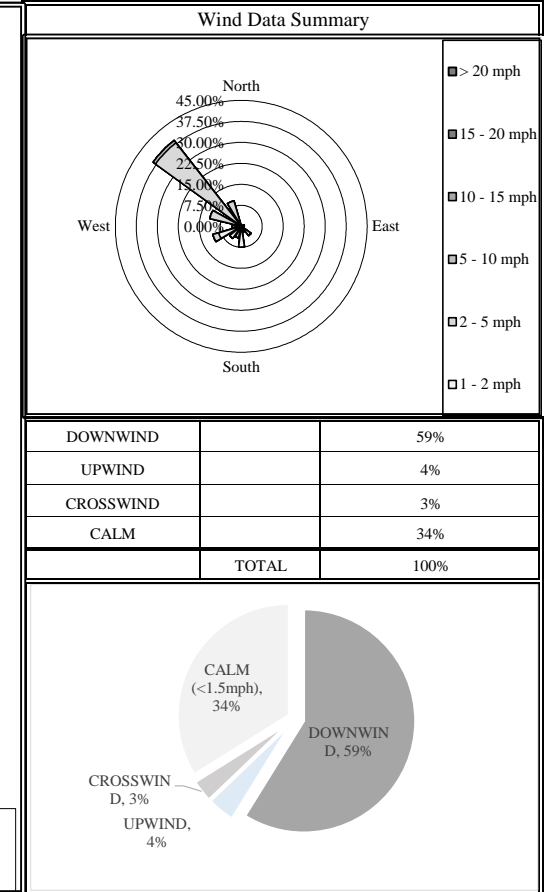 Wind Data Summary
North
45.00%
37.50%
30.00%
22.50%
15.00%
7.50%
0.00%
West
East
South
> 20 mph
15 - 20 mph
10 - 15 mph
5 - 10 mph
2 - 5 mph
1 - 2 mph
DOWNWIND 59%
UPWIND 4%
CROSSWIND 3%
CALM 34%
TOTAL 100%
CALM
(<1.5mph),
34%
DOWNWIN
D, 59%
CROSSWIN
D, 3%
UPWIND,
4%